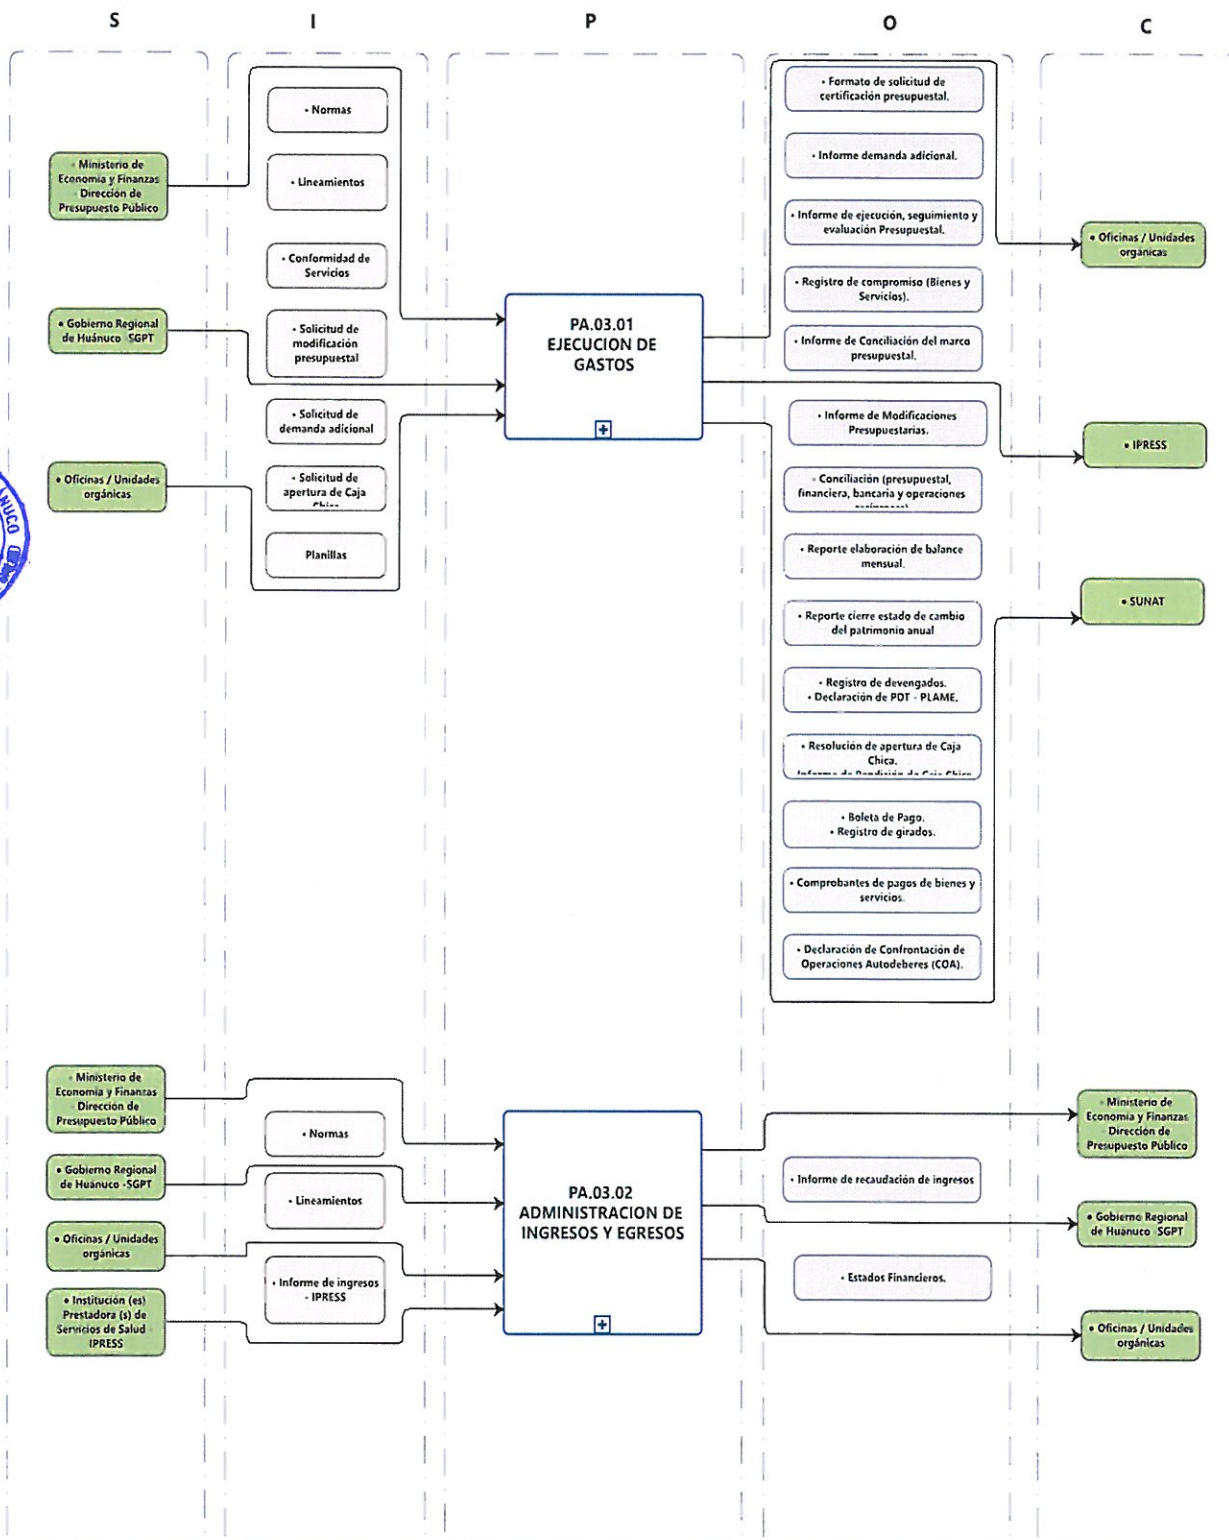 S
I
P
O
C
- Ministerio de
Economía y Finanzas
- Dirección de
Presupuesto Público
• Gobierno Regional
de Huánuco -SGPT
• Oficinas / Unidades
orgánicas
• Normas
• Lineamientos
• Conformidad de
Servicios
• Solicitud de
modificación
presupuestal
• Solicitud de
demanda adicional
• Solicitud de
apertura de Caja
Chica
Planillas
PA.03.01
EJECUCION DE
GASTOS
• Formato de solicitud de
certificación presupuestal.
• Informe demanda adicional.
• Informe de ejecución, seguimiento y
evaluación Presupuestal.
• Registro de compromiso (Bienes y
Servicios).
• Informe de Conciliación del marco
presupuestal.
• Informe de Modificaciones
Presupuestarias.
- Conciliación (presupuestal,
financiera, bancaria y operaciones
• Reporte elaboración de balance
mensual.
• Reporte cierre estado de cambio
del patrimonio anual
• Registro de devengados.
• Declaración de PDT - PLAME.
• Resolución de apertura de Caja
Chica.
Informe de Rendición de Caja Chica
• Boleta de Pago.
• Registro de girados.
• Comprobantes de pagos de bienes y
servicios.
• Declaración de Confrontación de
Operaciones Autodeberes (COA).
• Oficinas / Unidades
orgánicas
• IPRESS
• SUNAT
NUCO
- Ministerio de
Economía y Finanzas
- Dirección de
Presupuesto Público
• Gobierno Regional
de Huánuco -SGPT
• Oficinas / Unidades
orgánicas
• Institución (es)
Prestadora (s) de
Servicios de Salud -
IPRESS
• Normas
• Lineamientos
• Informe de ingresos
- IPRESS
PA.03.02
ADMINISTRACION DE
INGRESOS Y EGRESOS
• Informe de recaudación de ingresos
• Estados Financieros.
- Ministerio de
Economía y Finanzas
- Dirección de
Presupuesto Público
• Gobierno Regional
de Huánuco -SGPT
• Oficinas / Unidades
orgánicas